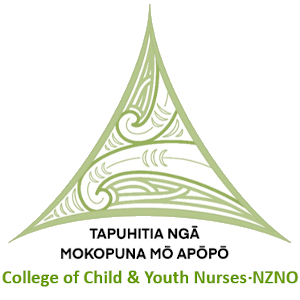 TAPUHITIA NGĀ
MOKOPUNA MŌ APŌPŌ
College of Child & Youth Nurses-NZNO